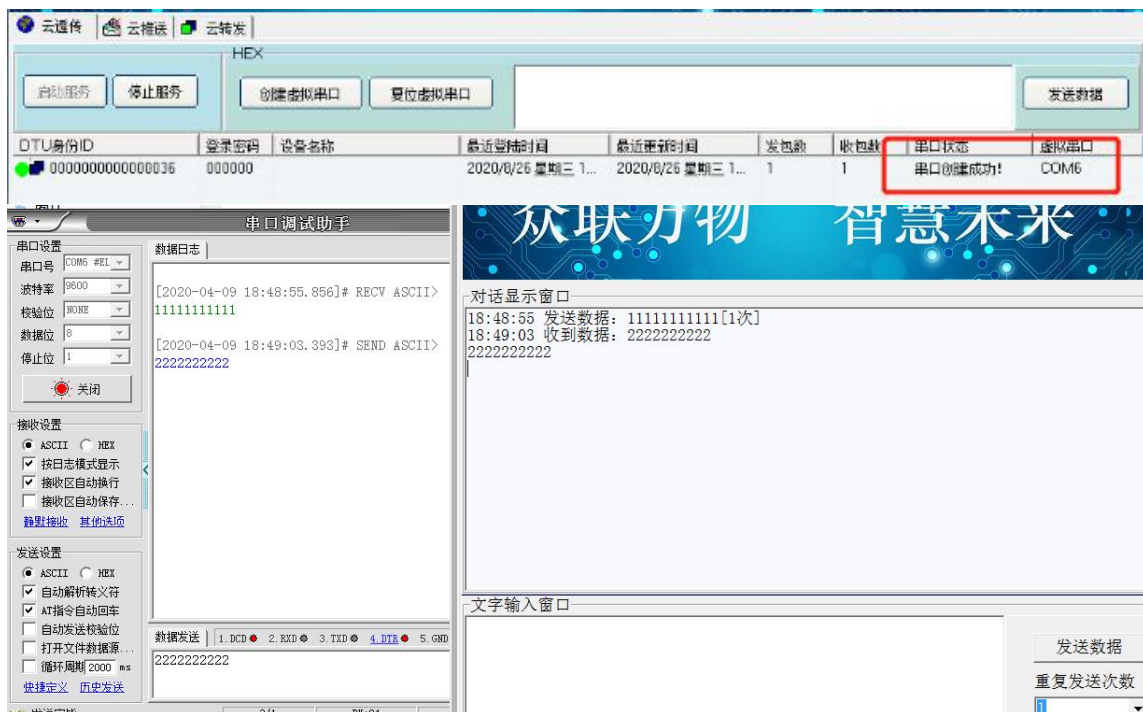 云透传 云推送 云转发
HEX
启动服务 停止服务 创建虚拟串口 复位虚拟串口 发送数据
DTU身份ID 登录密码 设备名称 最近登陆时间 最近更新时间 发包数 收包数 串口状态 虚拟串口
0000000000000036 000000 2020/8/26 星期三 1... 2020/8/26 星期三 1... 1 1 串口创建成功! COM6
串口调试助手
串口设置
串口号 COM6 #EL
波特率 9600
校验位 NONE
数据位 8
停止位 1
关闭
接收设置
ASCII HEX
按日志模式显示
接收区自动换行
接收区自动保存...
静默接收 其他选项
发送设置
ASCII HEX
自动解析转义符
AT指令自动回车
自动发送校验位
打开文件数据源...
循环周期 2000 ms
快捷定义 历史发送
数据日志
[2020-04-09 18:48:55.856]# RECV ASCII>
11111111111
[2020-04-09 18:49:03.393]# SEND ASCII>
2222222222
数据发送 1.DCD 2.RXD 3.TXD 4.DTR 5.GND
2222222222
众联万物 智慧未来
对话显示窗口
18:48:55 发送数据：11111111111[1次]
18:49:03 收到数据：2222222222
2222222222
文字输入窗口
发送数据
重复发送次数
1